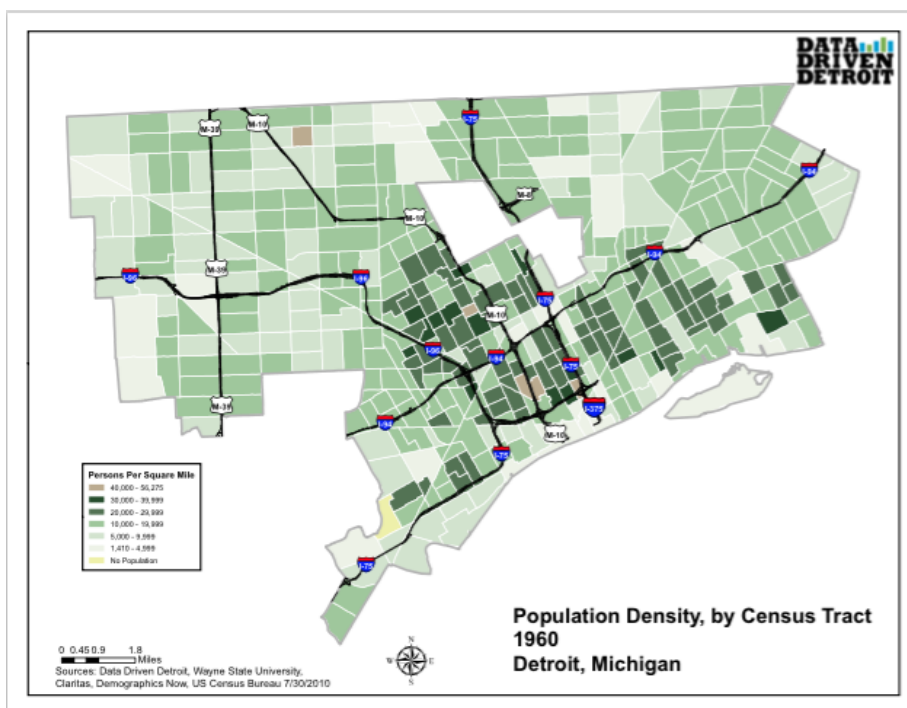 DATA
DRIVEN
DETROIT
M-39
M-10
I-75
M-8
I-94
M-10
M-39
I-96
I-96
I-94
I-75
M-10
I-96
I-94
I-75
M-39
I-94
I-375
M-10
I-75
I-75
Persons Per Square Mile
40,000 - 56,275
30,000 - 39,999
20,000 - 29,999
10,000 - 19,999
5,000 - 9,999
1,410 - 4,999
No Population
Population Density, by Census Tract
1960
Detroit, Michigan
0 0.45 0.9 1.8
Miles
Sources: Data Driven Detroit, Wayne State University,
Claritas, Demographics Now, US Census Bureau 7/30/2010
N
W E
S